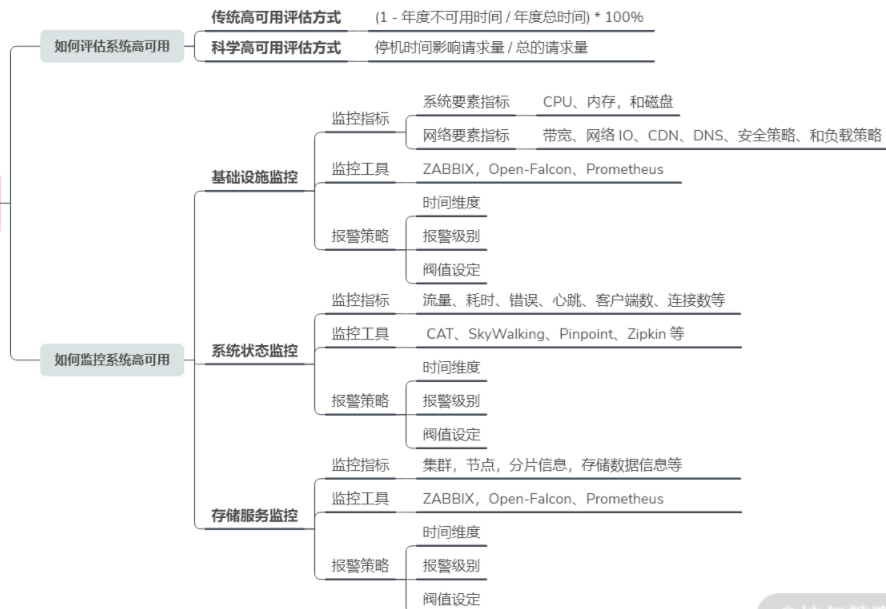 如何评估系统高可用
传统高可用评估方式 (1 - 年度不可用时间 / 年度总时间) * 100%
科学高可用评估方式 停机时间影响请求量 / 总的请求量
如何监控系统高可用
基础设施监控
监控指标
系统要素指标 CPU、内存，和磁盘
网络要素指标 带宽、网络 IO、CDN、DNS、安全策略、和负载策略
监控工具 ZABBIX，Open-Falcon、Prometheus
报警策略
时间维度
报警级别
阀值设定
系统状态监控
监控指标 流量、耗时、错误、心跳、客户端数、连接数等
监控工具 CAT、SkyWalking、Pinpoint、Zipkin 等
报警策略
时间维度
报警级别
阀值设定
存储服务监控
监控指标 集群，节点，分片信息，存储数据信息等
监控工具 ZABBIX，Open-Falcon、Prometheus
报警策略
时间维度
报警级别
阀值设定